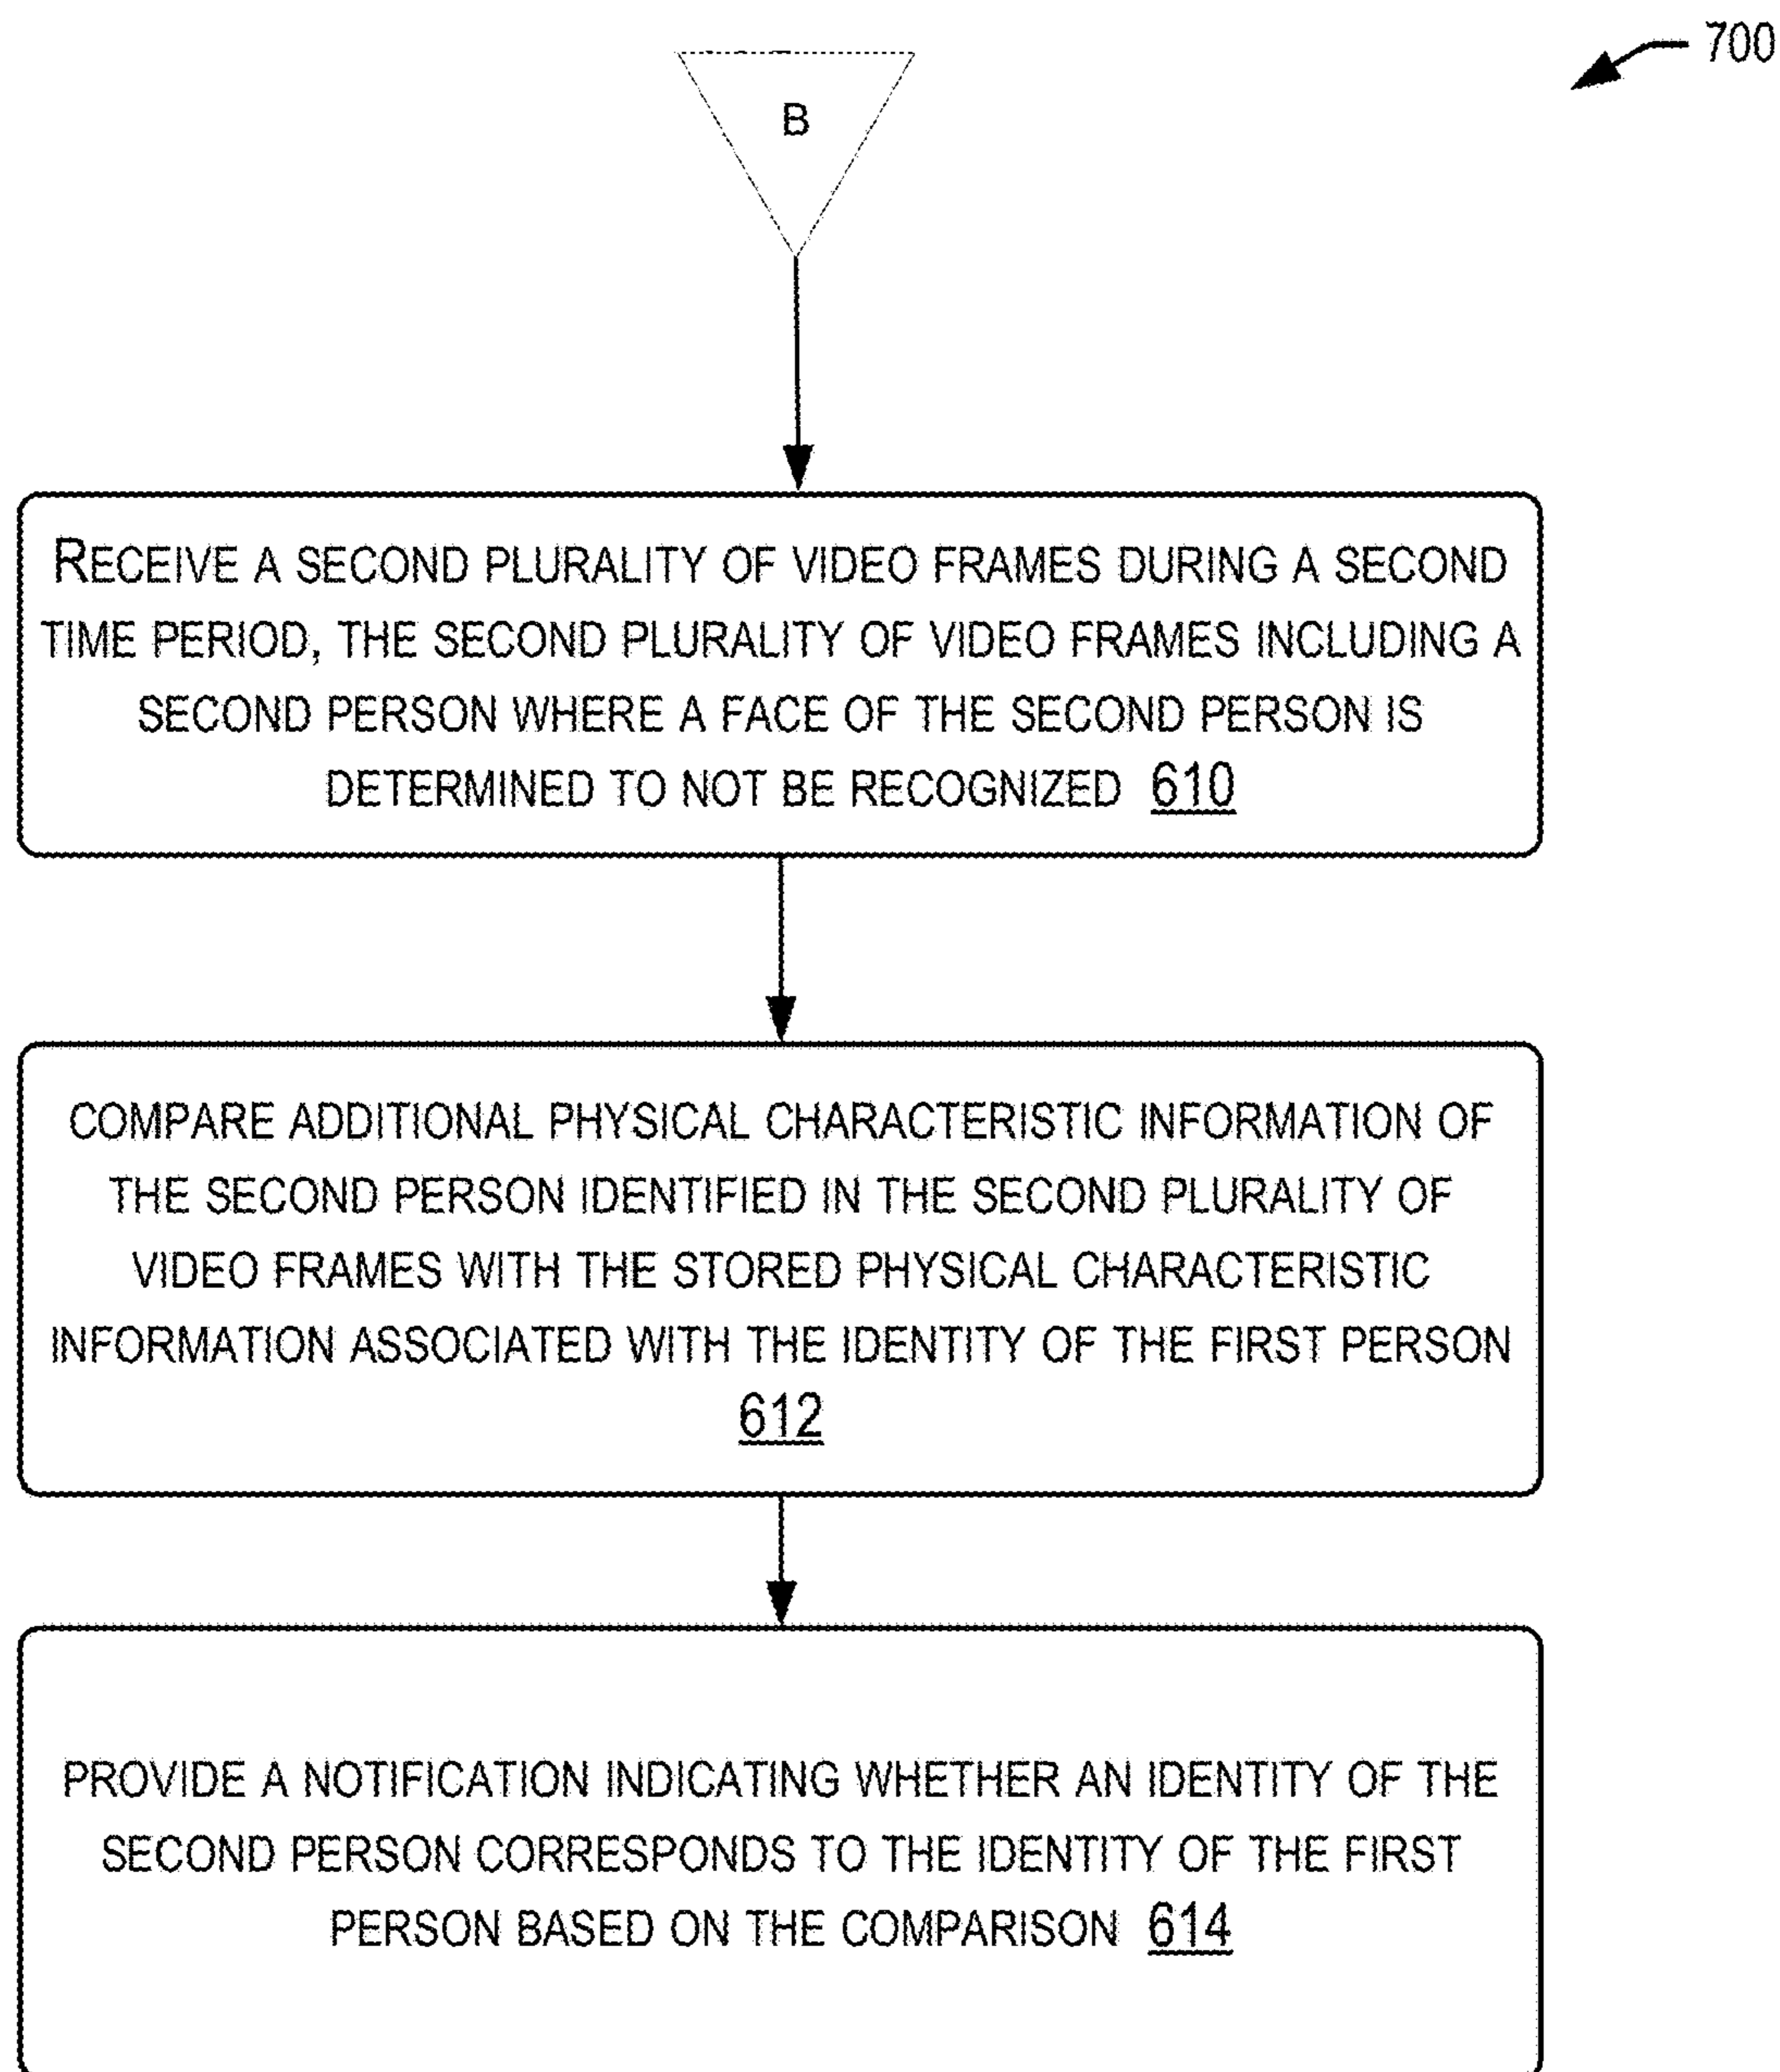 700
B
RECEIVE A SECOND PLURALITY OF VIDEO FRAMES DURING A SECOND
TIME PERIOD, THE SECOND PLURALITY OF VIDEO FRAMES INCLUDING A
SECOND PERSON WHERE A FACE OF THE SECOND PERSON IS
DETERMINED TO NOT BE RECOGNIZED 610
COMPARE ADDITIONAL PHYSICAL CHARACTERISTIC INFORMATION OF
THE SECOND PERSON IDENTIFIED IN THE SECOND PLURALITY OF
VIDEO FRAMES WITH THE STORED PHYSICAL CHARACTERISTIC
INFORMATION ASSOCIATED WITH THE IDENTITY OF THE FIRST PERSON
612
PROVIDE A NOTIFICATION INDICATING WHETHER AN IDENTITY OF THE
SECOND PERSON CORRESPONDS TO THE IDENTITY OF THE FIRST
PERSON BASED ON THE COMPARISON 614